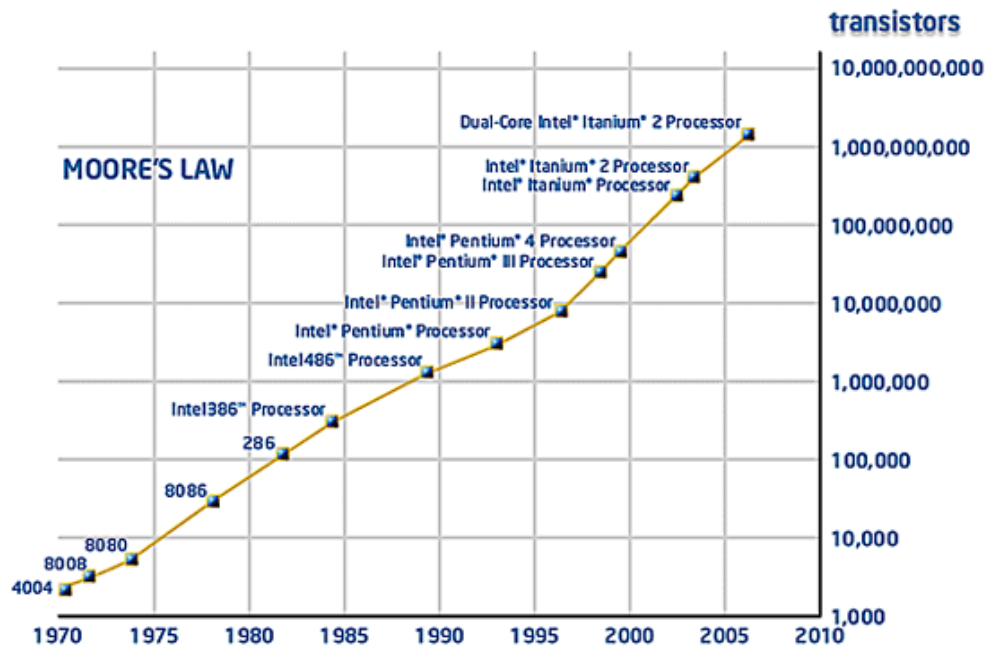 transistors
10,000,000,000
Dual-Core Intel® Itanium® 2 Processor
1,000,000,000
MOORE'S LAW
Intel® Itanium® 2 Processor
Intel® Itanium® Processor
100,000,000
Intel® Pentium® 4 Processor
Intel® Pentium® III Processor
Intel® Pentium® II Processor
10,000,000
Intel® Pentium® Processor
Intel486™ Processor
1,000,000
Intel386™ Processor
286
100,000
8086
8080
10,000
8008
4004
1,000
1970 1975 1980 1985 1990 1995 2000 2005 2010